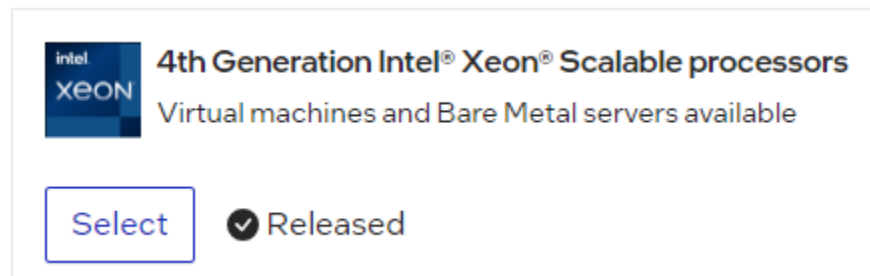 intel.
xeon
4th Generation Intel® Xeon® Scalable processors
Virtual machines and Bare Metal servers available
Select
Released